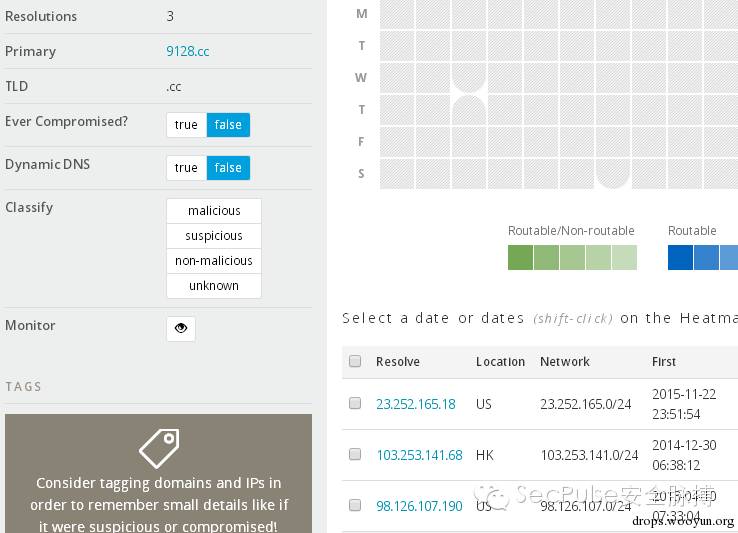 Resolutions 3
Primary 9128.cc
TLD .cc
Ever Compromised? true false
Dynamic DNS true false
Classify malicious
suspicious
non-malicious
unknown
Monitor
TAGS
Consider tagging domains and IPs in
order to remember small details like if
it were suspicious or compromised!
M
T
W
T
F
S
Routable/Non-routable Routable
Select a date or dates (shift-click) on the Heatma
Resolve Location Network First
23.252.165.18 US 23.252.165.0/24 2015-11-22
23:51:54
103.253.141.68 HK 103.253.141.0/24 2014-12-30
06:38:12
98.126.107.190 US 98.126.107.0/24
07:33:04
SecPulse安全脉搏
drops.wooyun.org